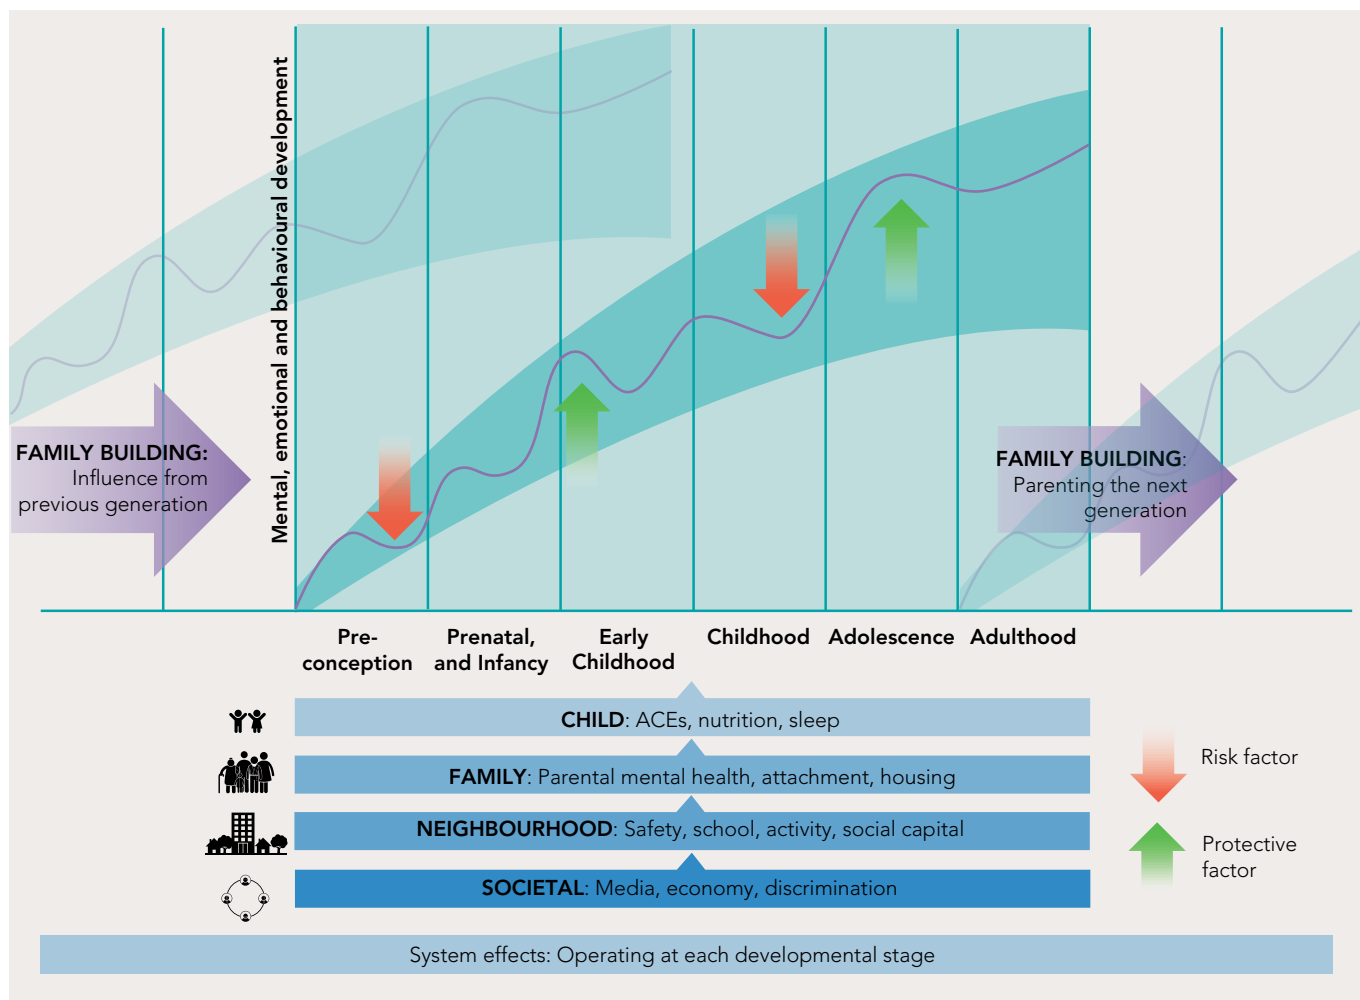 Mental, emotional and behavioural development
FAMILY BUILDING:
Influence from
previous generation
FAMILY BUILDING:
Parenting the next
generation
Pre-
conception
Prenatal,
and Infancy
Early
Childhood
Childhood
Adolescence
Adulthood
CHILD: ACEs, nutrition, sleep
FAMILY: Parental mental health, attachment, housing
NEIGHBOURHOOD: Safety, school, activity, social capital
SOCIETAL: Media, economy, discrimination
Risk factor
Protective
factor
System effects: Operating at each developmental stage